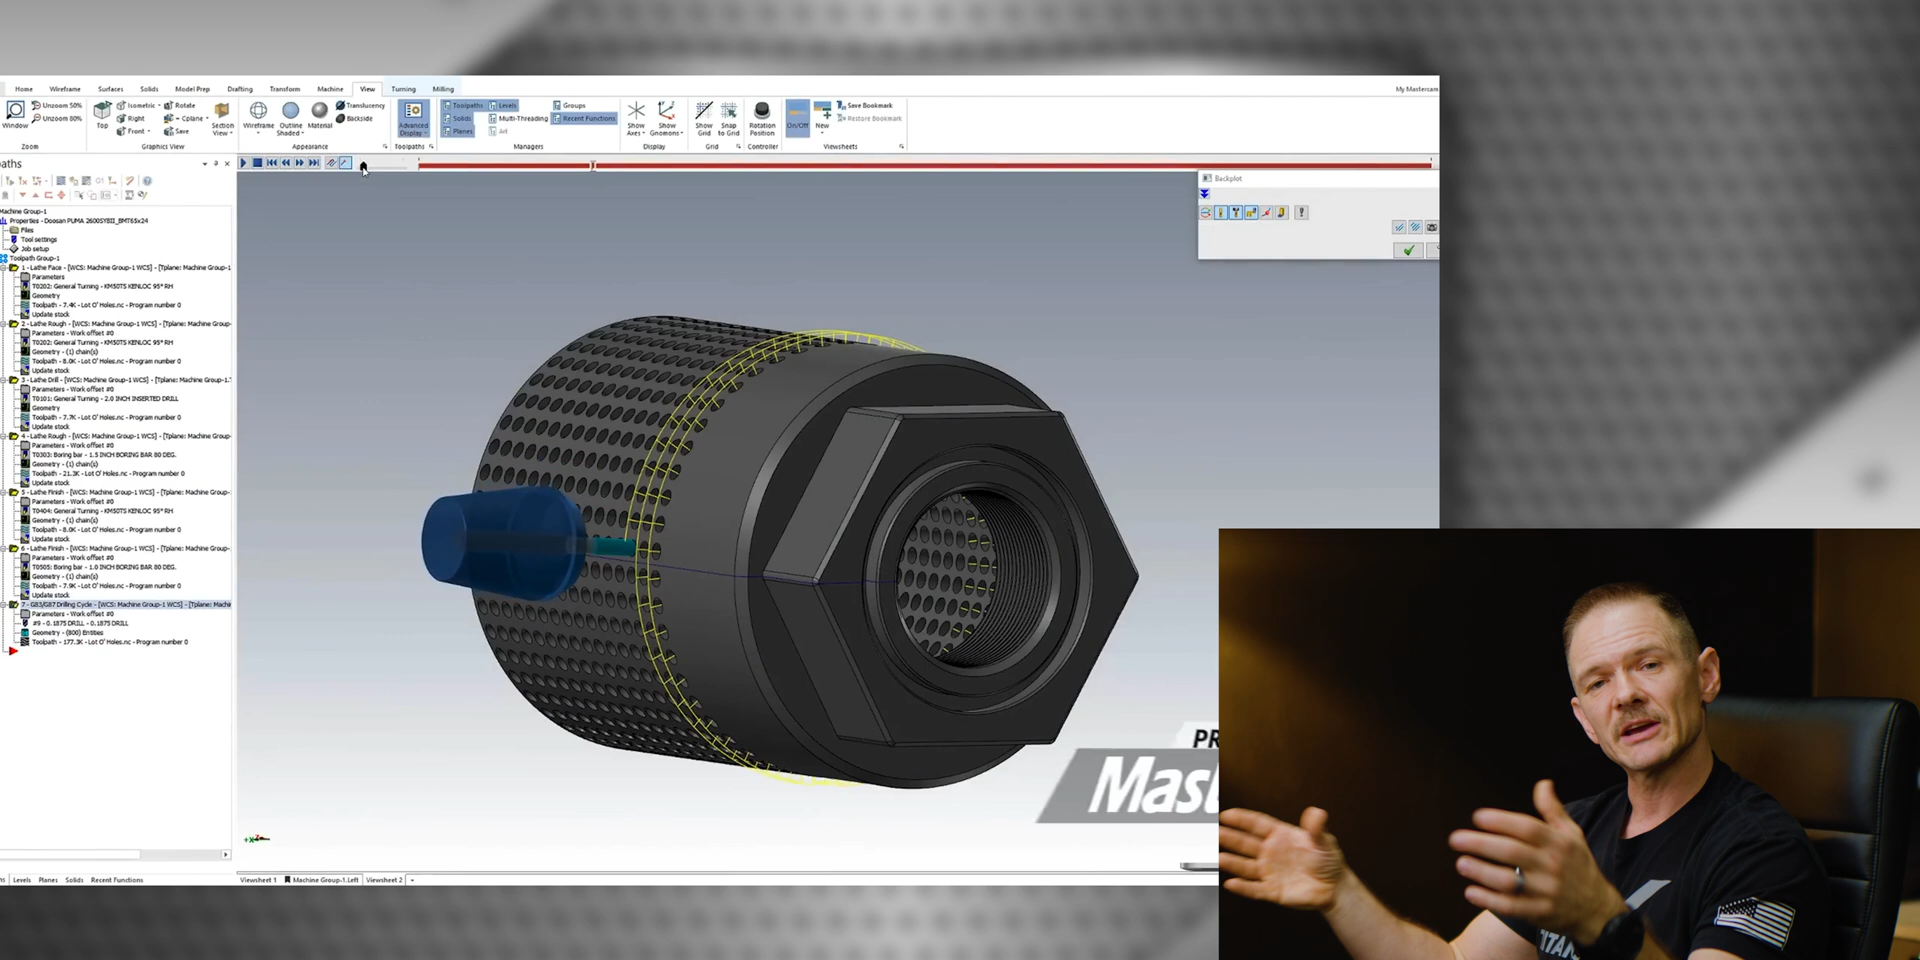 Home Wireframe Surfaces Solids Model Prep Drafting Transform Machine View Turning Milling My Mastercam
Window Unzoom 50% Unzoom 80%
Top Isometric Rotate
Right Cplane
Front Save
Section View
Wireframe Outline Shaded Material Translucency
Backside
Advanced Display
Toolpaths Levels Groups
Solids Multi-Threading Recent Functions
Planes Art
Show Axes Show Gnomons Show Grid Snap to Grid Rotation Position On/Off New Save Bookmark
Restore Bookmark
Zoom Graphics View Appearance Toolpaths Managers Display Grid Controller Viewsheets
aths
Backplot
Machine Group-1
Properties - Doosan PUMA 2600SYBII_BMT65x24
Files
Tool settings
Job setup
Toolpath Group-1
1 - Lathe Face - [WCS: Machine Group-1 WCS] - [Tplane: Machine Group-1
Parameters
T0202: General Turning - KM50TS KENLOC 95° RH
Geometry
Toolpath - 7.4K - Lot O' Holes.nc - Program number 0
Update stock
2 - Lathe Rough - [WCS: Machine Group-1 WCS] - [Tplane: Machine Group-
Parameters - Work offset #0
T0202: General Turning - KM50TS KENLOC 95° RH
Geometry - (1) chain(s)
Toolpath - 8.0K - Lot O' Holes.nc - Program number 0
Update stock
3 - Lathe Drill - [WCS: Machine Group-1 WCS] - [Tplane: Machine Group-1
Parameters - Work offset #0
T0101: General Turning - 2.0 INCH INSERTED DRILL
Geometry
Toolpath - 7.7K - Lot O' Holes.nc - Program number 0
Update stock
4 - Lathe Rough - [WCS: Machine Group-1 WCS] - [Tplane: Machine Group-
Parameters - Work offset #0
T0303: Boring bar - 1.5 INCH BORING BAR 80 DEG.
Geometry - (1) chain(s)
Toolpath - 21.3K - Lot O' Holes.nc - Program number 0
Update stock
5 - Lathe Finish - [WCS: Machine Group-1 WCS] - [Tplane: Machine Group-
Parameters - Work offset #0
T0404: General Turning - KM50TS KENLOC 95° RH
Geometry - (1) chain(s)
Toolpath - 8.0K - Lot O' Holes.nc - Program number 0
Update stock
6 - Lathe Finish - [WCS: Machine Group-1 WCS] - [Tplane: Machine Group-
Parameters - Work offset #0
T0505: Boring bar - 1.0 INCH BORING BAR 80 DEG.
Geometry - (1) chain(s)
Toolpath - 7.9K - Lot O' Holes.nc - Program number 0
Update stock
7 - G83/G87 Drilling Cycle - [WCS: Machine Group-1 WCS] - [Tplane: Machi
Parameters - Work offset #0
#9 - 0.1875 DRILL - 0.1875 DRILL
Geometry - (800) Entities
Toolpath - 177.3K - Lot O' Holes.nc - Program number 0
PR
Mast
TITAN
Levels Planes Solids Recent Functions Viewsheet 1 Machine Group-1.Left Viewsheet 2